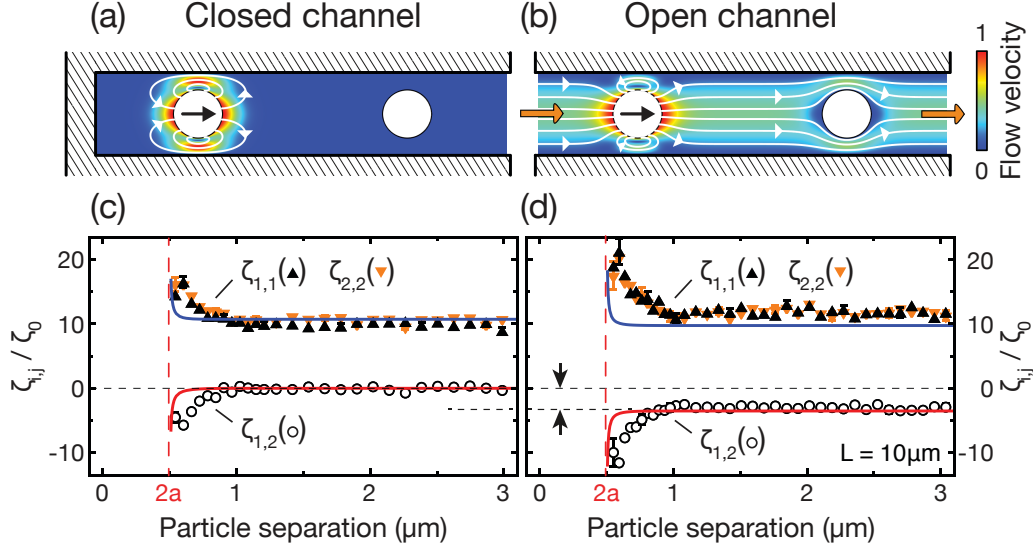 (a) Closed channel
(b) Open channel
1
0
Flow velocity
(c)
(d)
ζi,j / ζ0
20
10
0
-10
ζ1,1(▲) ζ2,2(▼)
ζ1,2(○)
0 2a 1 2 3
Particle separation (μm)
ζ1,1(▲) ζ2,2(▼)
ζ1,2(○)
L = 10μm
0 2a 1 2 3
Particle separation (μm)
20
10
0
-10
ζi,j / ζ0